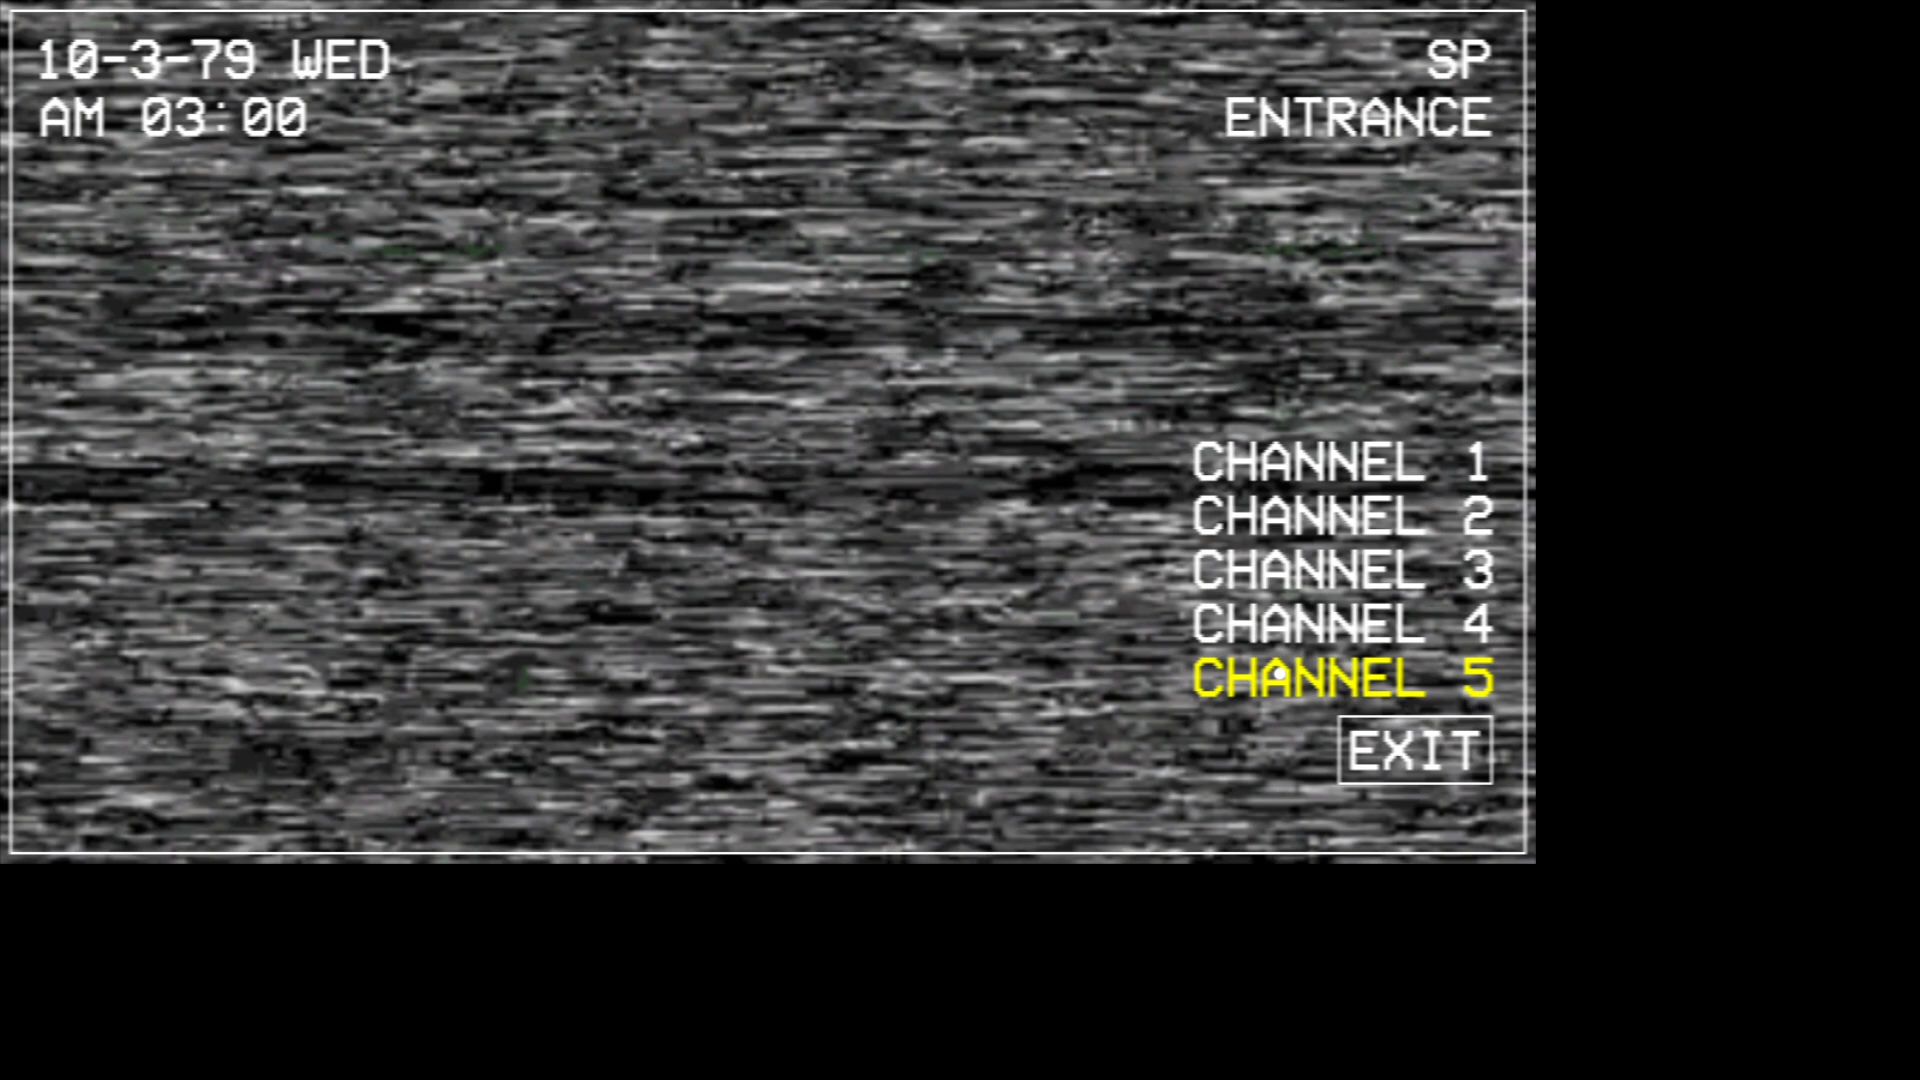 10-3-79 WED
AM 03:00
SP
ENTRANCE
CHANNEL 1
CHANNEL 2
CHANNEL 3
CHANNEL 4
CHANNEL 5
EXIT